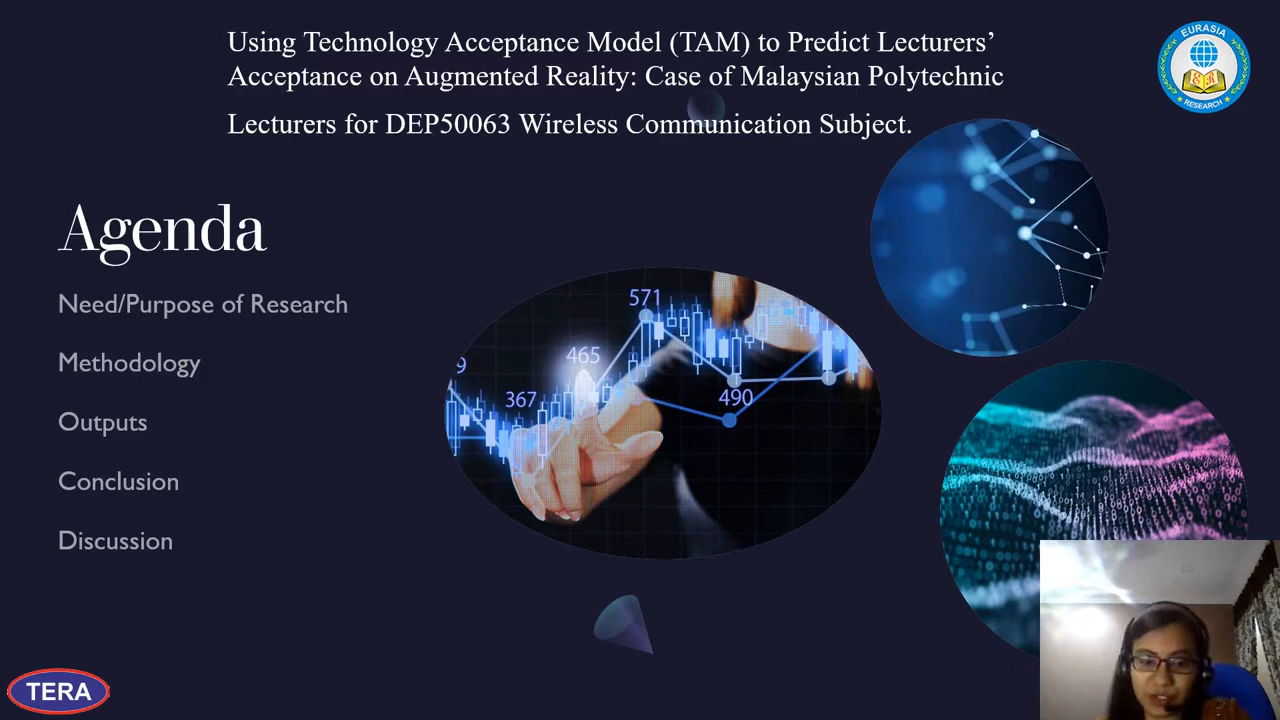 Using Technology Acceptance Model (TAM) to Predict Lecturers’
Acceptance on Augmented Reality: Case of Malaysian Polytechnic
Lecturers for DEP50063 Wireless Communication Subject.
EURASIA
RESEARCH
Agenda
Need/Purpose of Research
Methodology
Outputs
Conclusion
Discussion
571
465
9
367
490
TERA